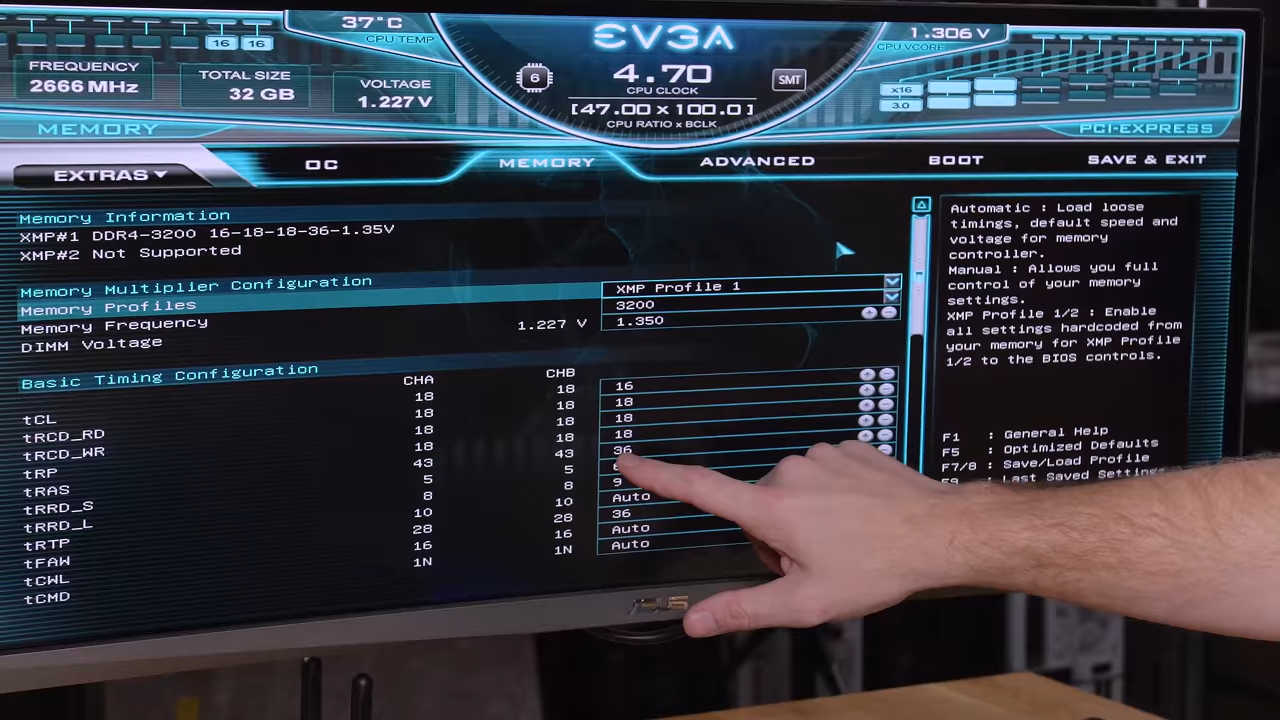 37°C
CPU TEMP
EVGA
1.306 V
CPU VCORE
16 16
FREQUENCY
2666 MHz
TOTAL SIZE
32 GB
VOLTAGE
1.227 V
6
4.70
CPU CLOCK
SMT
[47.00 x 100.0]
CPU RATIO x BCLK
x16
3.0
MEMORY
PCI-EXPRESS
EXTRAS
OC
MEMORY
ADVANCED
BOOT
SAVE & EXIT
Memory Information
XMP#1 DDR4-3200 16-18-18-36-1.35V
XMP#2 Not Supported
Memory Multiplier Configuration
Memory Profiles XMP Profile 1
Memory Frequency 3200
DIMM Voltage 1.227 V 1.350
Basic Timing Configuration
CHA CHB
tCL 18 18 16
tRCD_RD 18 18 18
tRCD_WR 18 18 18
tRP 18 18 18
tRAS 43 43 36
tRRD_S 5 5
tRRD_L 8 8 9
tRTP 10 10 Auto
tFAW 28 28 36
tCWL 16 16 Auto
tCMD 1N 1N Auto
Automatic : Load loose
timings, default speed and
voltage for memory
controller.
Manual : Allows you full
control of your memory
settings.
XMP Profile 1/2 : Enable
all settings hardcoded from
your memory for XMP Profile
1/2 to the BIOS controls.
F1 : General Help
F5 : Optimized Defaults
F7/8 : Save/Load Profile
F9 Last Saved Settings
ASUS